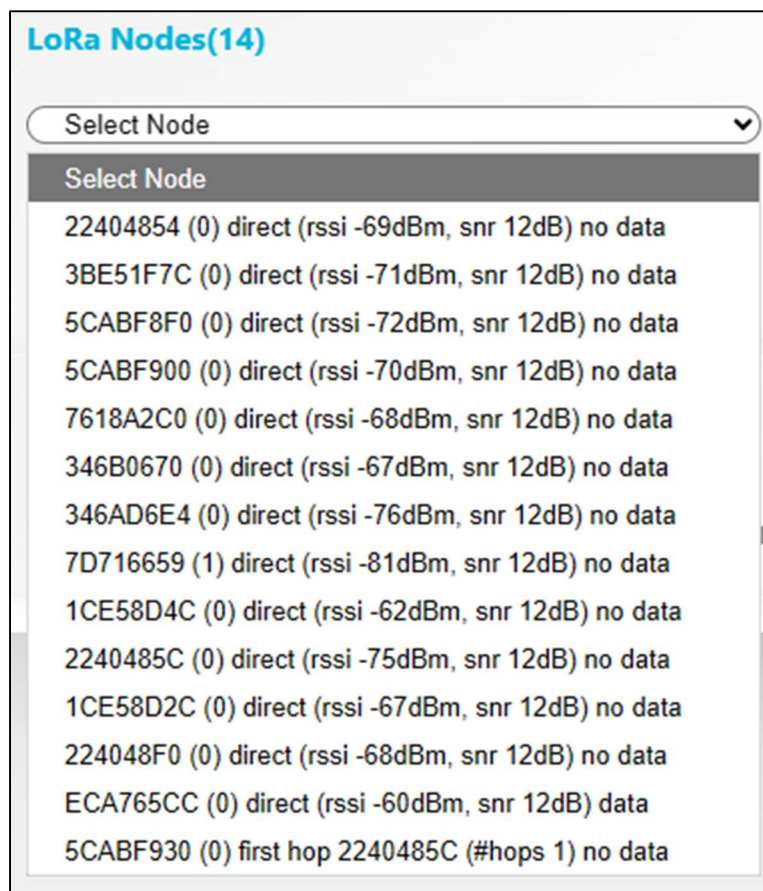 LoRa Nodes(14)
Select Node
Select Node
22404854 (0) direct (rssi -69dBm, snr 12dB) no data
3BE51F7C (0) direct (rssi -71dBm, snr 12dB) no data
5CABF8F0 (0) direct (rssi -72dBm, snr 12dB) no data
5CABF900 (0) direct (rssi -70dBm, snr 12dB) no data
7618A2C0 (0) direct (rssi -68dBm, snr 12dB) no data
346B0670 (0) direct (rssi -67dBm, snr 12dB) no data
346AD6E4 (0) direct (rssi -76dBm, snr 12dB) no data
7D716659 (1) direct (rssi -81dBm, snr 12dB) no data
1CE58D4C (0) direct (rssi -62dBm, snr 12dB) no data
2240485C (0) direct (rssi -75dBm, snr 12dB) no data
1CE58D2C (0) direct (rssi -67dBm, snr 12dB) no data
224048F0 (0) direct (rssi -68dBm, snr 12dB) no data
ECA765CC (0) direct (rssi -60dBm, snr 12dB) data
5CABF930 (0) first hop 2240485C (#hops 1) no data